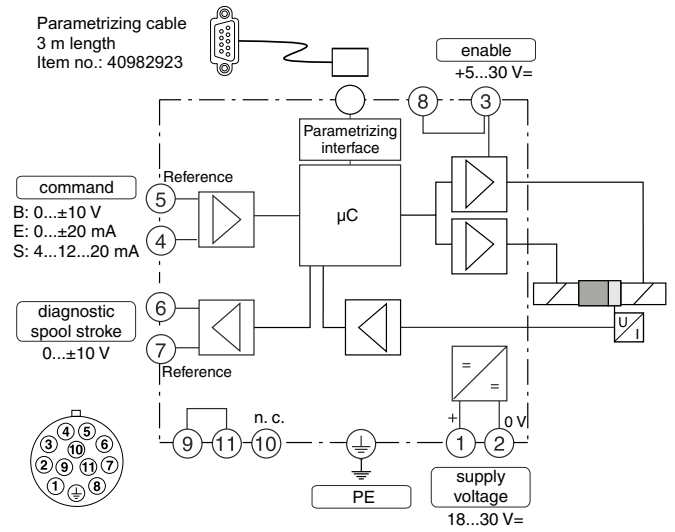 Parametrizing cable
3 m length
Item no.: 40982923
enable
+5...30 V=
8
3
Parametrizing
interface
command
B: 0...±10 V
E: 0...±20 mA
S: 4...12...20 mA
Reference
5
4
µC
diagnostic
spool stroke
0...±10 V
6
7
Reference
U
I
=
=
+
0 V
n. c.
9
11
10
1
2
PE
supply
voltage
18...30 V=
4
5
3
10
6
2
9
11
7
1
8